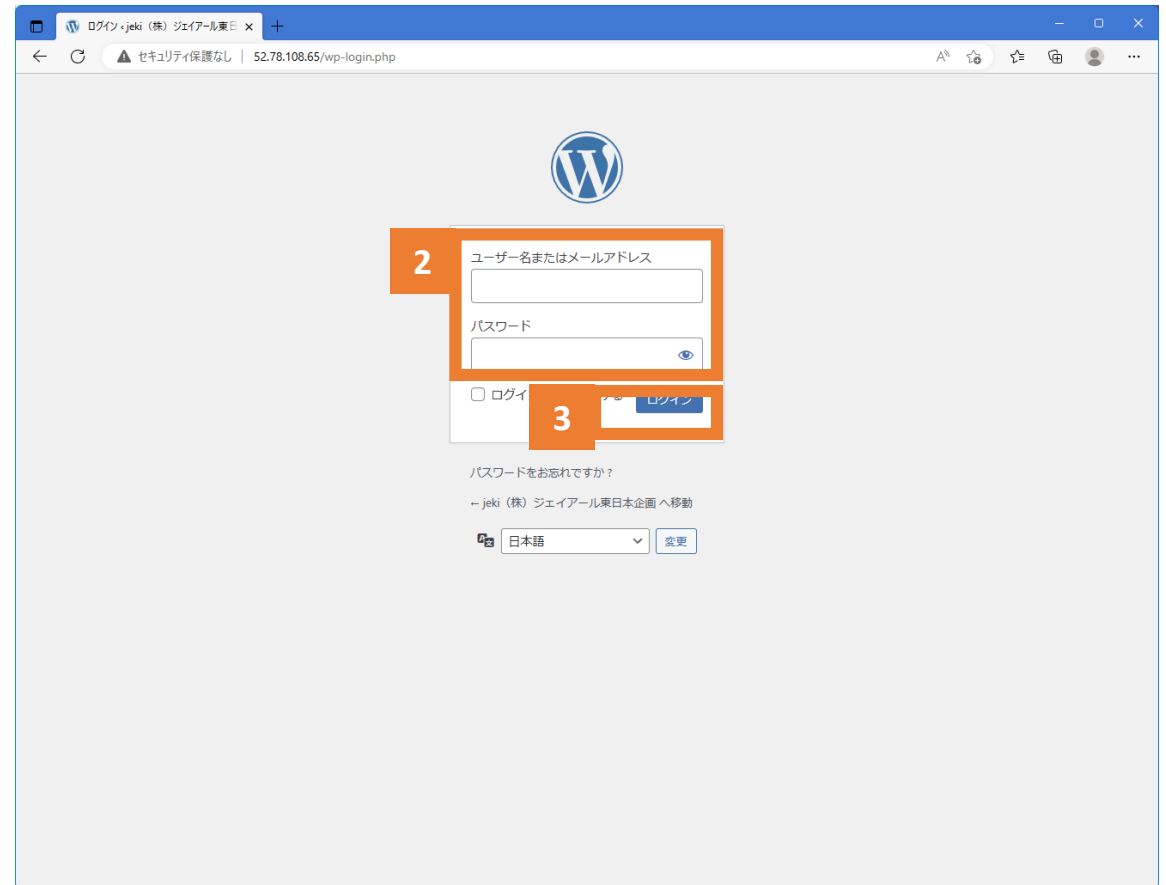 ログイン ‹ jeki（株）ジェイアール東日
セキュリティ保護なし | 52.78.108.65/wp-login.php
2
ユーザー名またはメールアドレス
パスワード
ログイ
3
ログイン
パスワードをお忘れですか ?
← jeki（株）ジェイアール東日本企画 へ移動
日本語
変更